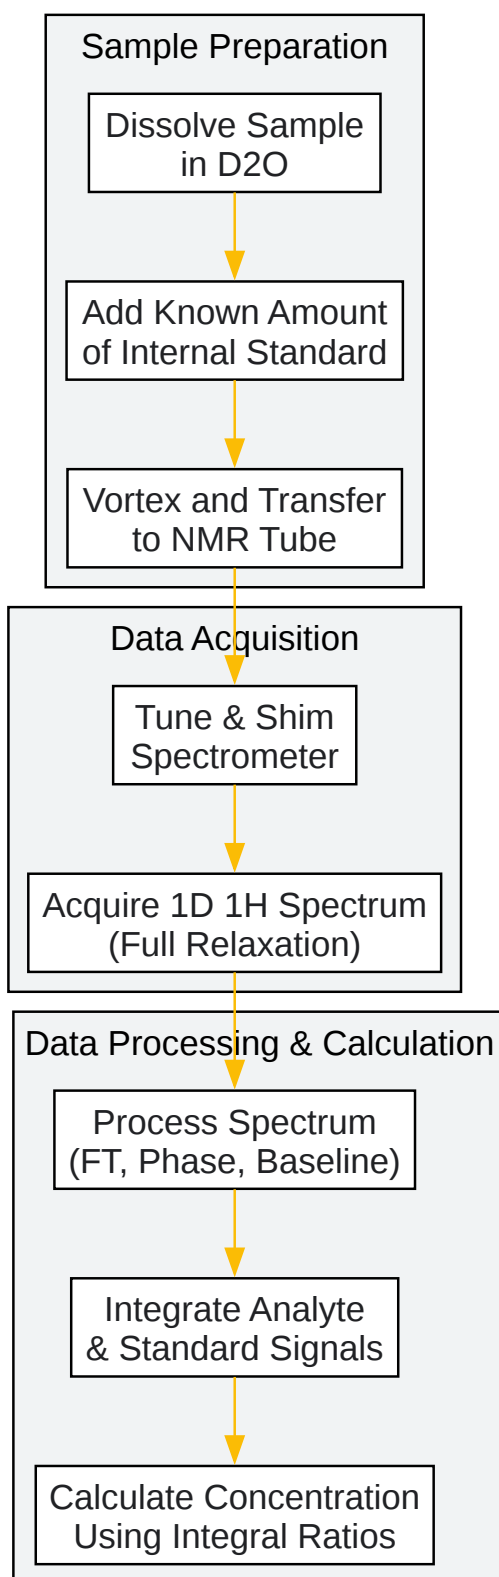 Sample Preparation
Dissolve Sample
in D2O
Add Known Amount
of Internal Standard
Vortex and Transfer
to NMR Tube
Data Acquisition
Tune & Shim
Spectrometer
Acquire 1D 1H Spectrum
(Full Relaxation)
Data Processing & Calculation
Process Spectrum
(FT, Phase, Baseline)
Integrate Analyte
& Standard Signals
Calculate Concentration
Using Integral Ratios